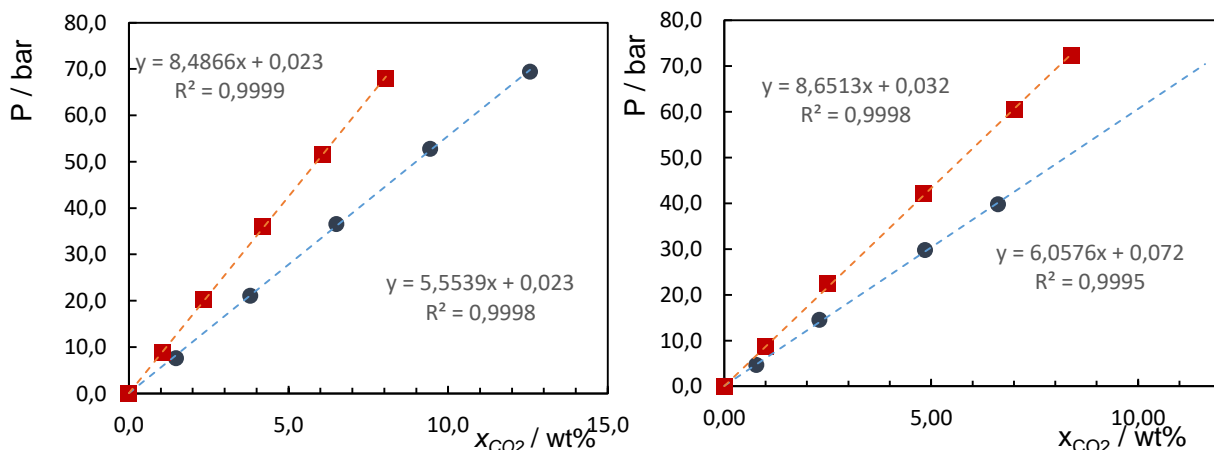 P / bar
80,0
70,0
60,0
50,0
40,0
30,0
20,0
10,0
0,0
y = 8,4866x + 0,023
R² = 0,9999
y = 5,5539x + 0,023
R² = 0,9998
0,0
5,0
10,0
15,0
xCO2 / wt%
P / bar
80,0
70,0
60,0
50,0
40,0
30,0
20,0
10,0
0,0
y = 8,6513x + 0,032
R² = 0,9998
y = 6,0576x + 0,072
R² = 0,9995
0,00
5,00
10,00
xCO2 / wt%